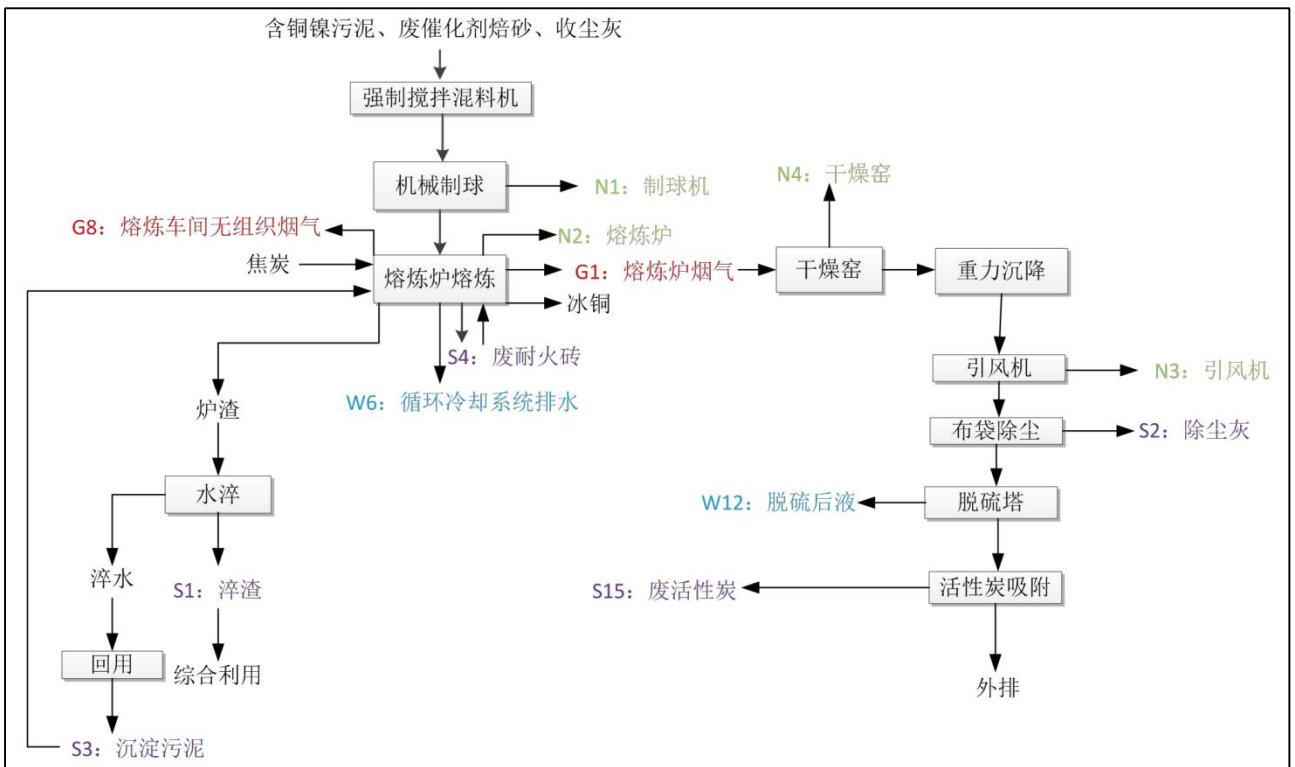 含铜镍污泥、废催化剂焙砂、收尘灰
强制搅拌混料机
机械制球
N1：制球机
N4：干燥窑
G8：熔炼车间无组织烟气
N2：熔炼炉
焦炭
熔炼炉熔炼
G1：熔炼炉烟气
干燥窑
重力沉降
冰铜
S4：废耐火砖
引风机
N3：引风机
W6：循环冷却系统排水
炉渣
布袋除尘
S2：除尘灰
水淬
W12：脱硫后液
脱硫塔
淬水
S1：淬渣
S15：废活性炭
活性炭吸附
回用
综合利用
外排
S3：沉淀污泥